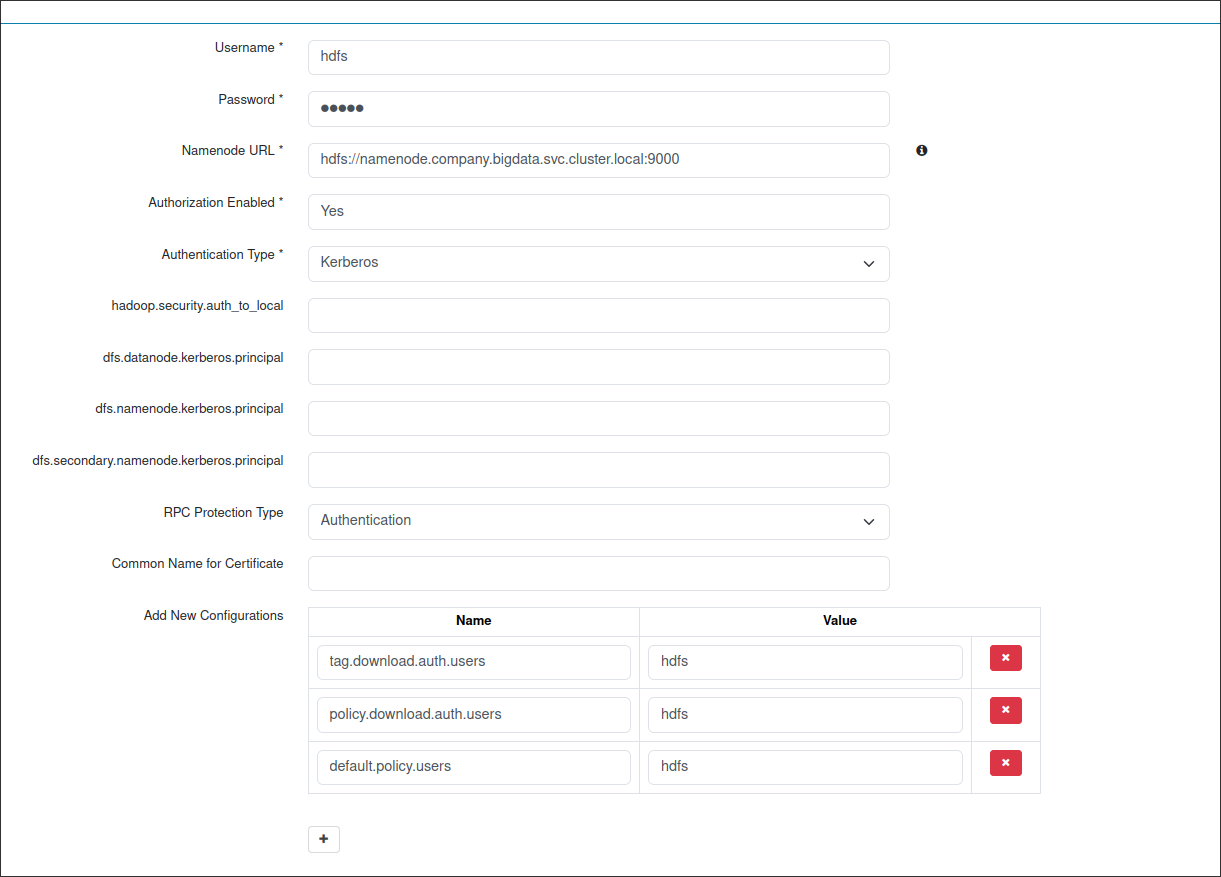 Username *
hdfs
Password *
●●●●●
Namenode URL *
hdfs://namenode.company.bigdata.svc.cluster.local:9000
Authorization Enabled *
Yes
Authentication Type *
Kerberos
hadoop.security.auth_to_local
dfs.datanode.kerberos.principal
dfs.namenode.kerberos.principal
dfs.secondary.namenode.kerberos.principal
RPC Protection Type
Authentication
Common Name for Certificate
Add New Configurations
Name Value
tag.download.auth.users hdfs
policy.download.auth.users hdfs
default.policy.users hdfs